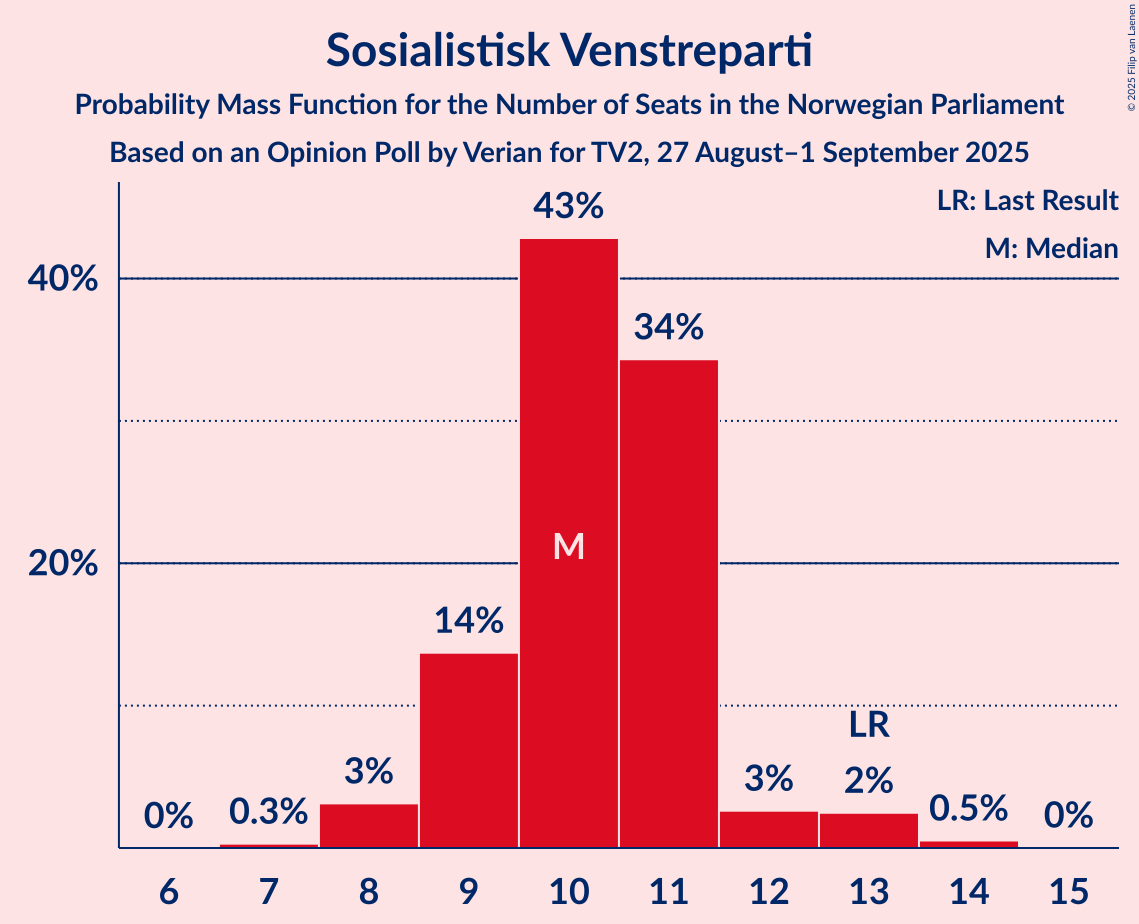 Sosialistisk Venstreparti
Probability Mass Function for the Number of Seats in the Norwegian Parliament
Based on an Opinion Poll by Verian for TV2, 27 August–1 September 2025
© 2025 Filip van Laenen
LR: Last Result
M: Median
43%
40%
34%
M
20%
14%
LR
3%
3%
2%
0%
0.3%
0.5%
0%
6 7 8 9 10 11 12 13 14 15